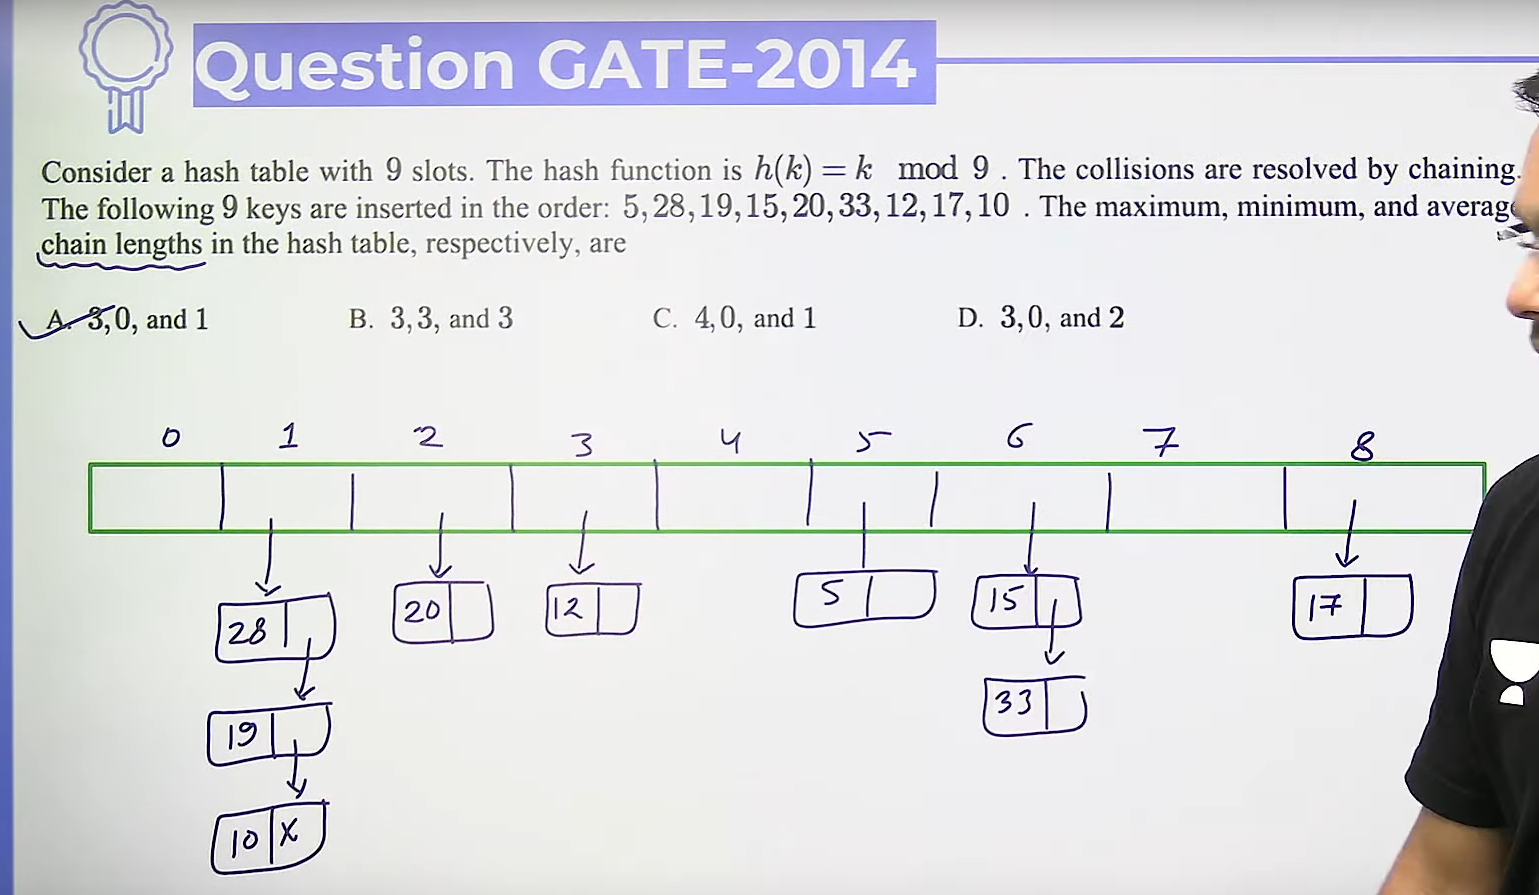 Question GATE-2014
Consider a hash table with 9 slots. The hash function is h(k) = k mod 9 . The collisions are resolved by chaining.
The following 9 keys are inserted in the order: 5, 28, 19, 15, 20, 33, 12, 17, 10 . The maximum, minimum, and average
chain lengths in the hash table, respectively, are
A. 3, 0, and 1 B. 3, 3, and 3 C. 4, 0, and 1 D. 3, 0, and 2
0 1 2 3 4 5 6 7 8
28 20 12 5 15 17
19 33
10 x